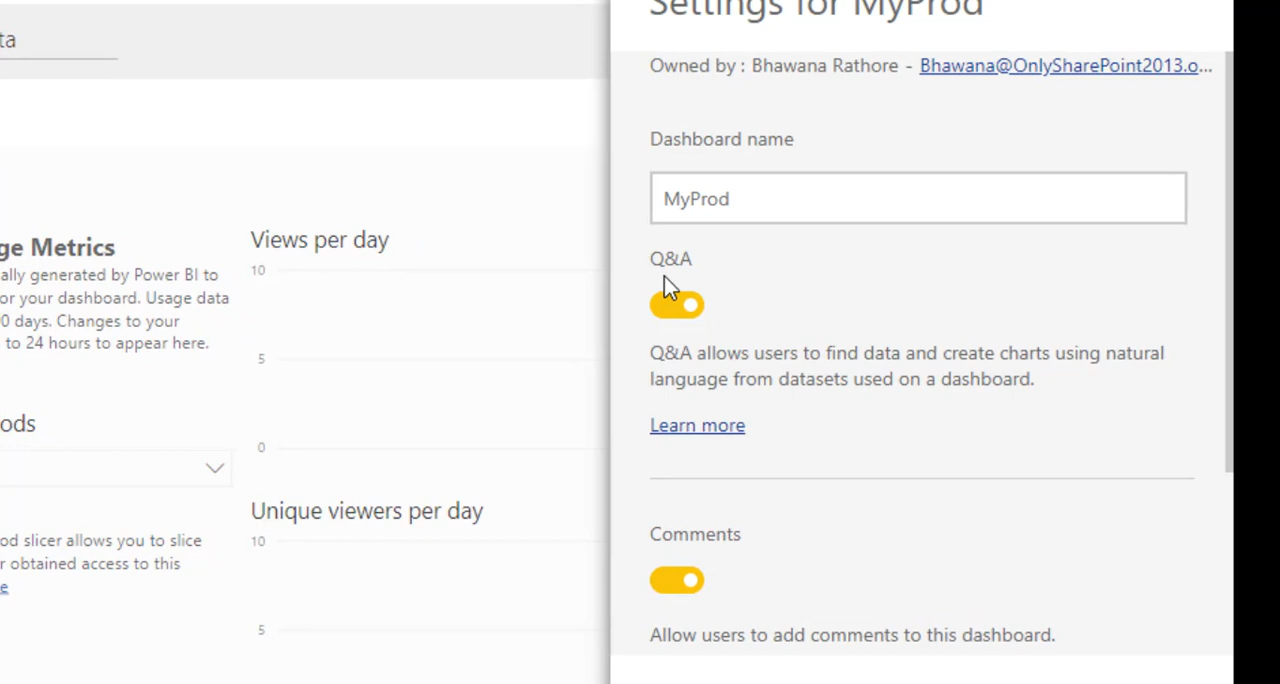 ta
ge Metrics
ally generated by Power BI to
or your dashboard. Usage data
0 days. Changes to your
to 24 hours to appear here.
ods
od slicer allows you to slice
r obtained access to this
e
Views per day
10
5
0
Unique viewers per day
10
5
Settings for MyProd
Owned by : Bhawana Rathore - Bhawana@OnlySharePoint2013.o...
Dashboard name
MyProd
Q&A
Q&A allows users to find data and create charts using natural
language from datasets used on a dashboard.
Learn more
Comments
Allow users to add comments to this dashboard.